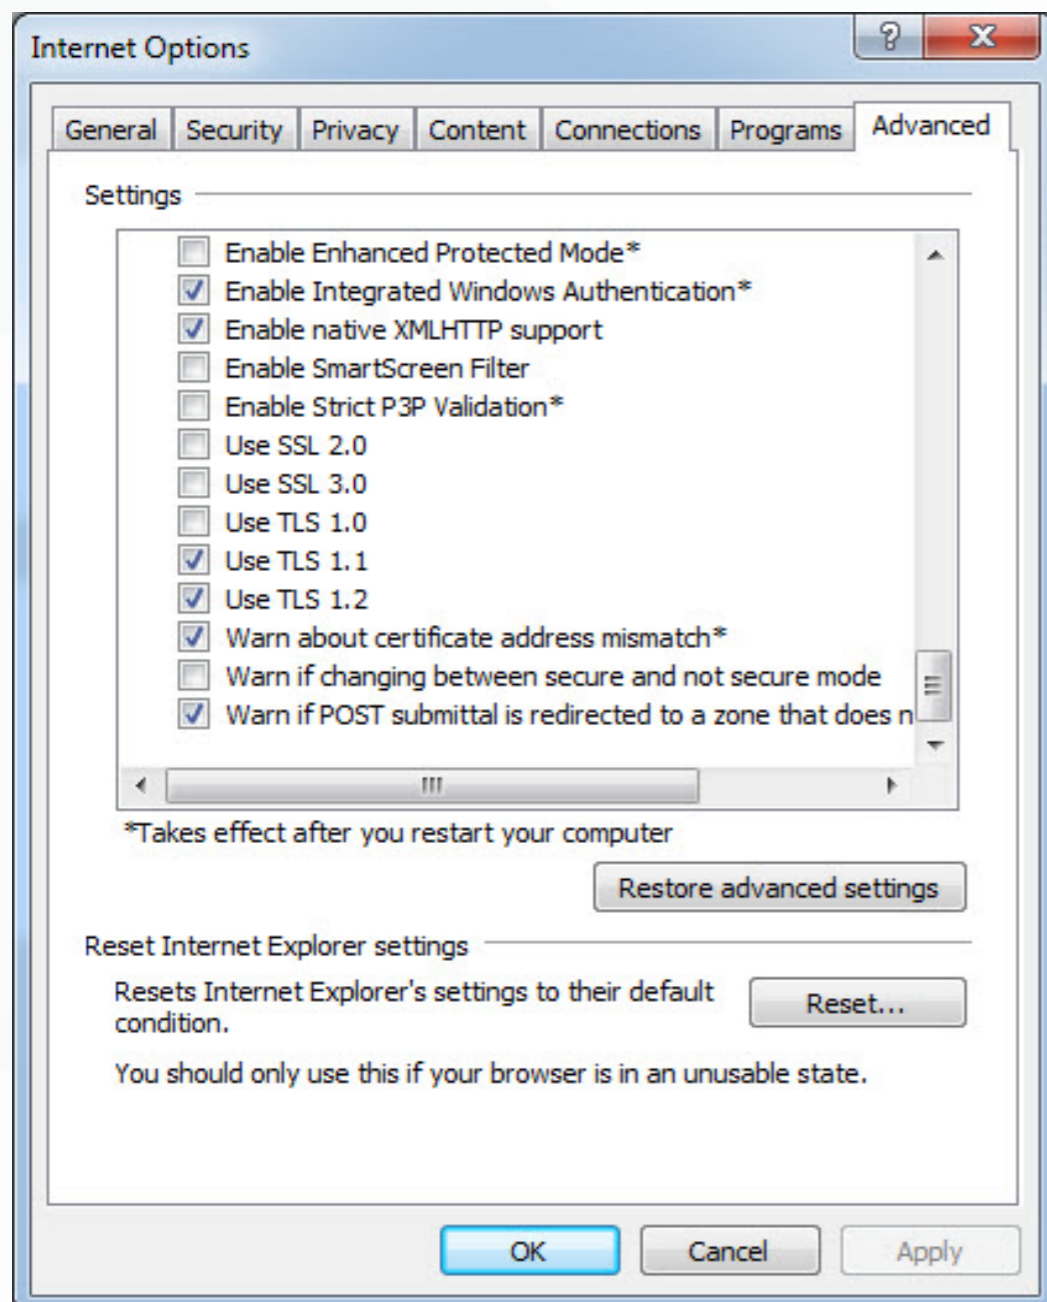 Internet Options
General Security Privacy Content Connections Programs Advanced
Settings
Enable Enhanced Protected Mode*
Enable Integrated Windows Authentication*
Enable native XMLHTTP support
Enable SmartScreen Filter
Enable Strict P3P Validation*
Use SSL 2.0
Use SSL 3.0
Use TLS 1.0
Use TLS 1.1
Use TLS 1.2
Warn about certificate address mismatch*
Warn if changing between secure and not secure mode
Warn if POST submittal is redirected to a zone that does n
*Takes effect after you restart your computer
Restore advanced settings
Reset Internet Explorer settings
Resets Internet Explorer's settings to their default
condition.
Reset...
You should only use this if your browser is in an unusable state.
OK Cancel Apply